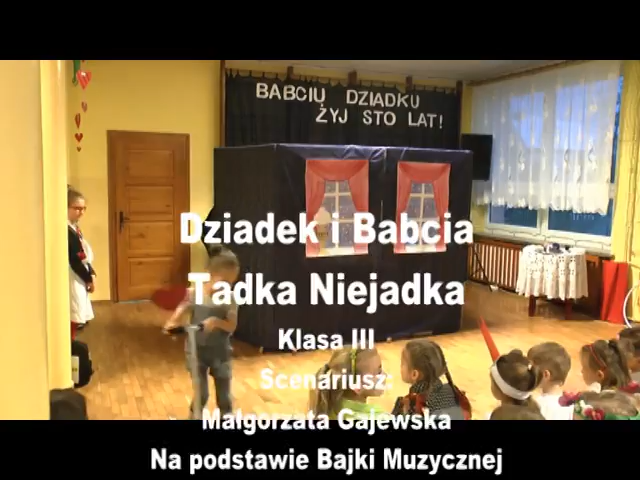 BABCIU DZIADKU
ŻYJ STO LAT!
Dziadek i Babcia
Tadka Niejadka
Klasa III
Scenariusz:
Małgorzata Gajewska
Na podstawie Bajki Muzycznej